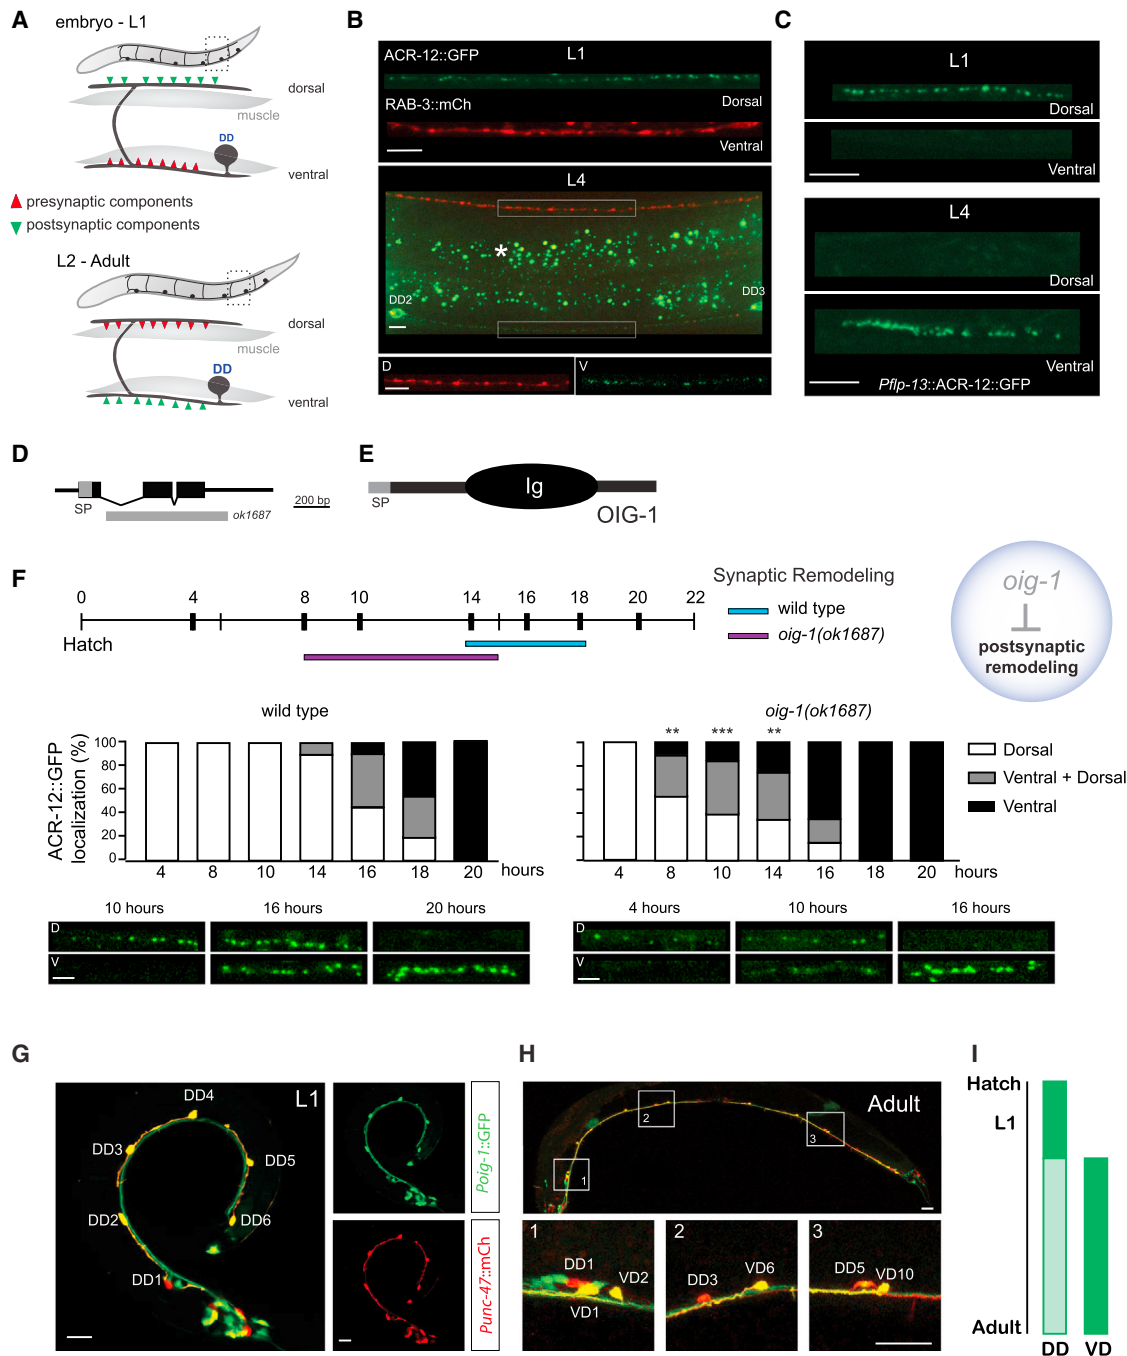 A
embryo - L1
dorsal
muscle
DD
ventral
presynaptic components
postsynaptic components
L2 - Adult
dorsal
muscle
DD
ventral
B
ACR-12::GFP
L1
Dorsal
RAB-3::mCh
Ventral
L4
*
DD2
DD3
D
V
C
L1
Dorsal
Ventral
L4
Dorsal
Ventral
Pflp-13::ACR-12::GFP
D
SP
200 bp
ok1687
E
SP
Ig
OIG-1
F
0 4 8 10 14 18 20 22
Hatch
Synaptic Remodeling
wild type
oig-1(ok1687)
oig-1
postsynaptic
remodeling
wild type
ACR-12::GFP
localization (%)
100
80
60
40
20
0
4 8 10 14 16 18 20 hours
oig-1(ok1687)
** *** **
4 8 10 14 16 18 20 hours
Dorsal
Ventral + Dorsal
Ventral
10 hours 16 hours 20 hours
D
V
4 hours 10 hours 16 hours
D
V
G
L1
DD4
DD3
DD5
DD2
DD6
DD1
Poig-1::GFP
Punc-47::mCh
H
Adult
2
3
1
1
DD1
VD2
VD1
2
VD6
DD3
3
DD5
VD10
I
Hatch
L1
Adult
DD VD